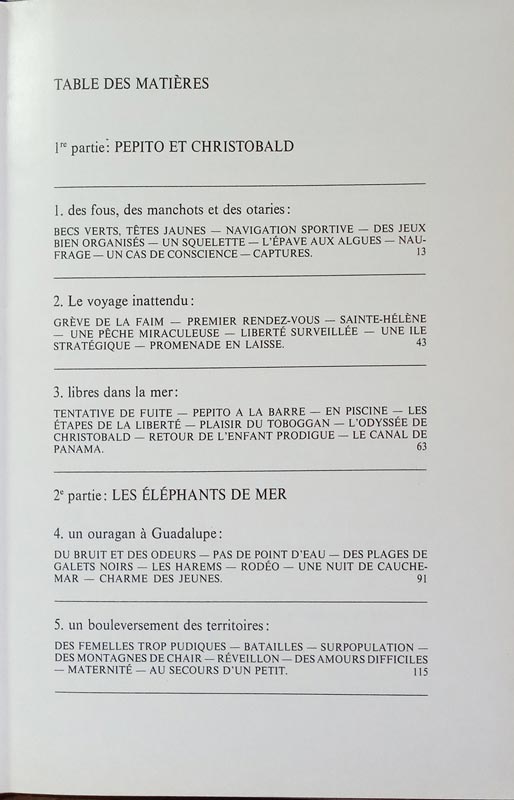 TABLE DES MATIÈRES
1re partie: PEPITO ET CHRISTOBALD
1. des fous, des manchots et des otaries:
BECS VERTS, TÊTES JAUNES — NAVIGATION SPORTIVE — DES JEUX
BIEN ORGANISÉS — UN SQUELETTE — L'ÉPAVE AUX ALGUES — NAU-
FRAGE — UN CAS DE CONSCIENCE — CAPTURES. 13
2. Le voyage inattendu:
GRÈVE DE LA FAIM — PREMIER RENDEZ-VOUS — SAINTE-HÉLÈNE
— UNE PÊCHE MIRACULEUSE — LIBERTÉ SURVEILLÉE — UNE ILE
STRATÉGIQUE — PROMENADE EN LAISSE. 43
3. libres dans la mer:
TENTATIVE DE FUITE — PEPITO A LA BARRE — EN PISCINE — LES
ÉTAPES DE LA LIBERTÉ — PLAISIR DU TOBOGGAN — L'ODYSSÉE DE
CHRISTOBALD — RETOUR DE L'ENFANT PRODIGUE — LE CANAL DE
PANAMA. 63
2e partie: LES ÉLÉPHANTS DE MER
4. un ouragan à Guadalupe:
DU BRUIT ET DES ODEURS — PAS DE POINT D'EAU — DES PLAGES DE
GALETS NOIRS — LES HAREMS — RODÉO — UNE NUIT DE CAUCHE-
MAR — CHARME DES JEUNES. 91
5. un bouleversement des territoires:
DES FEMELLES TROP PUDIQUES — BATAILLES — SURPOPULATION —
DES MONTAGNES DE CHAIR — RÉVEILLON — DES AMOURS DIFFICILES
— MATERNITÉ — AU SECOURS D'UN PETIT. 115